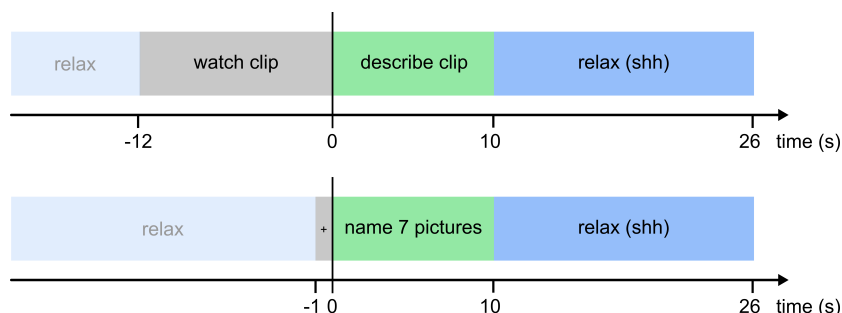 relax watch clip describe clip relax (shh)
-12 0 10 26 time (s)
relax + name 7 pictures relax (shh)
-1 0 10 26 time (s)